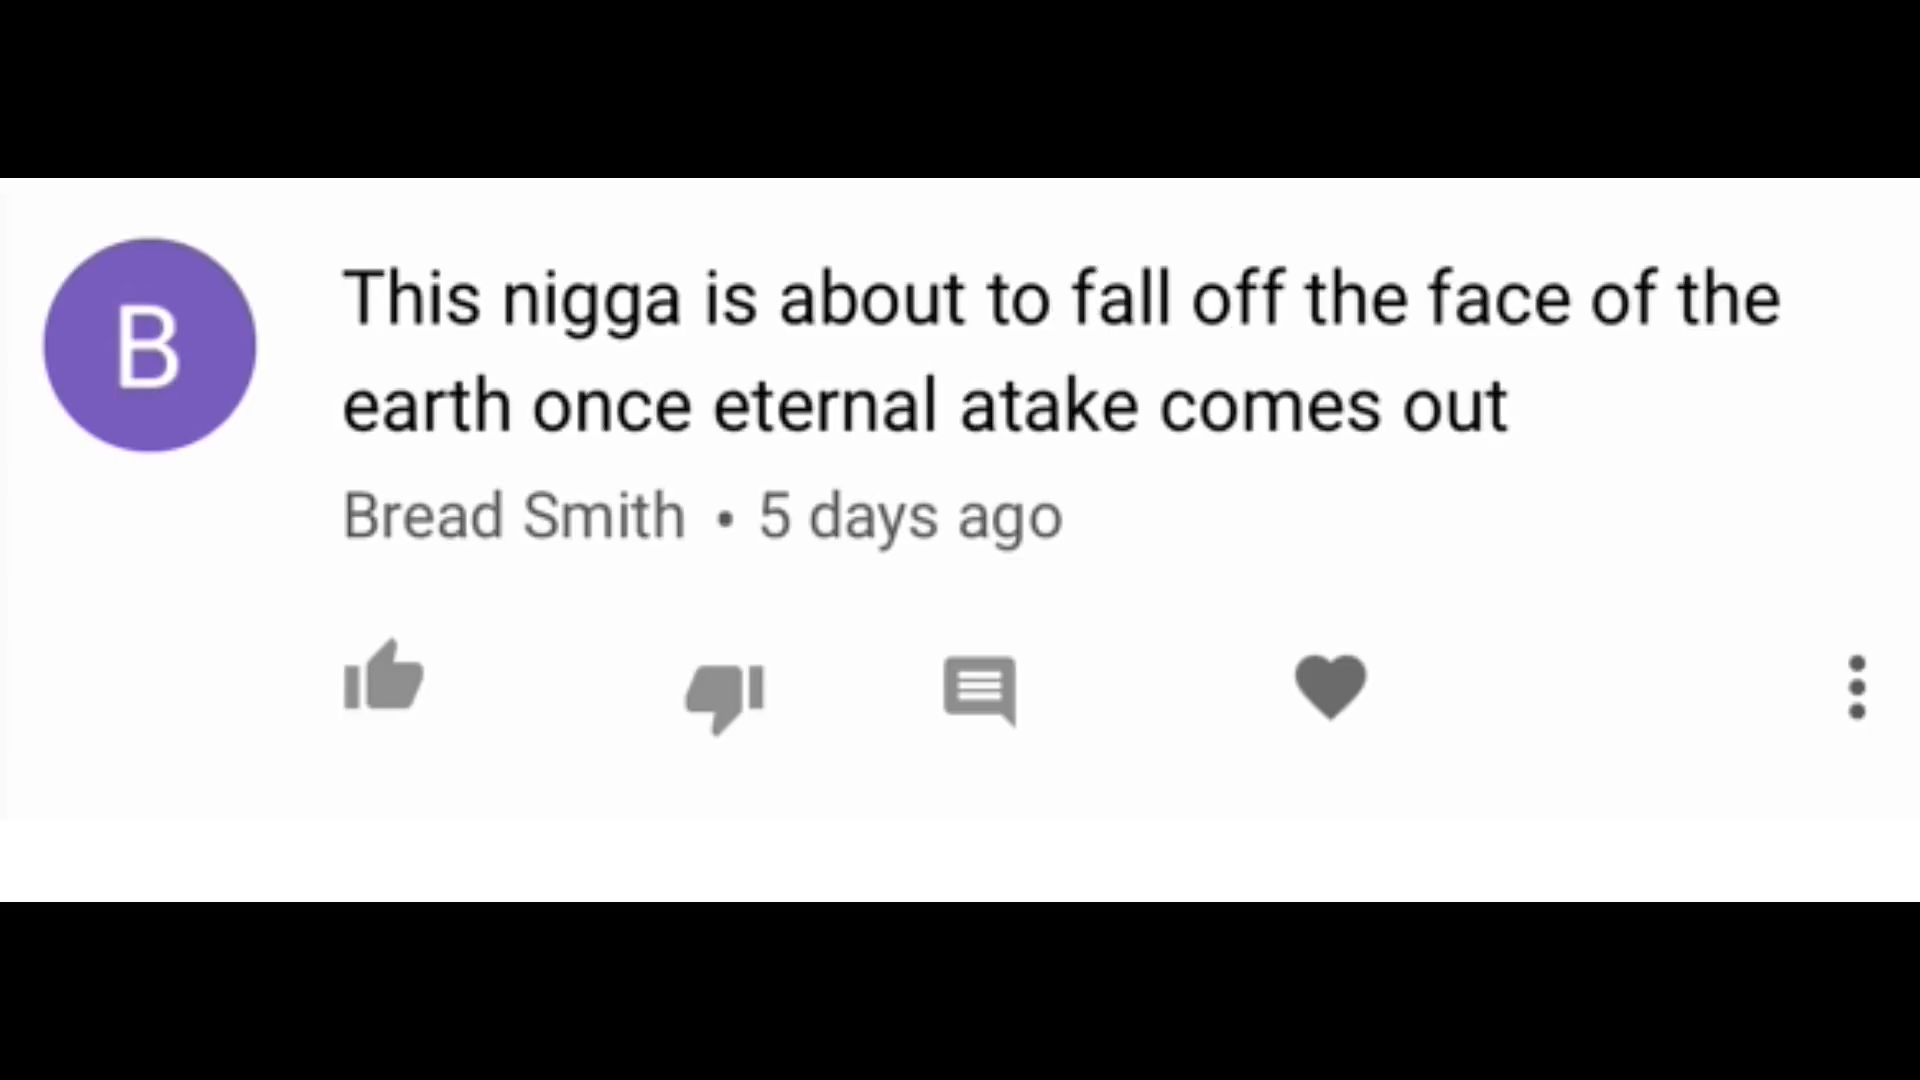 B
This nigga is about to fall off the face of the
earth once eternal atake comes out
Bread Smith • 5 days ago